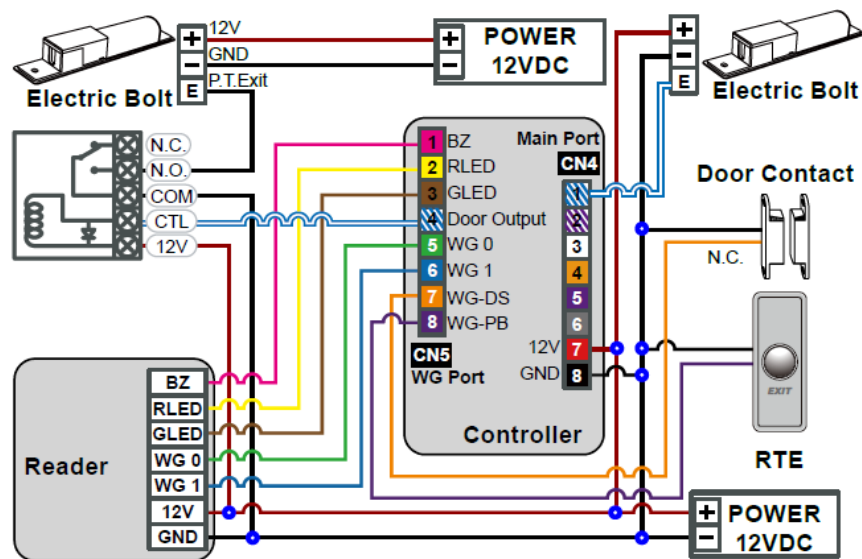 12V
GND
P.T.Exit
+
−
E
Electric Bolt
+
−
POWER
12VDC
+
−
E
Electric Bolt
N.C.
N.O.
COM
CTL
12V
1 BZ
2 RLED
3 GLED
4 Door Output
5 WG 0
6 WG 1
7 WG-DS
8 WG-PB
CN5
WG Port
Main Port
CN4
1
2
3
4
5
6
12V 7
GND 8
Controller
Door Contact
N.C.
EXIT
RTE
Reader
BZ
RLED
GLED
WG 0
WG 1
12V
GND
+
−
POWER
12VDC